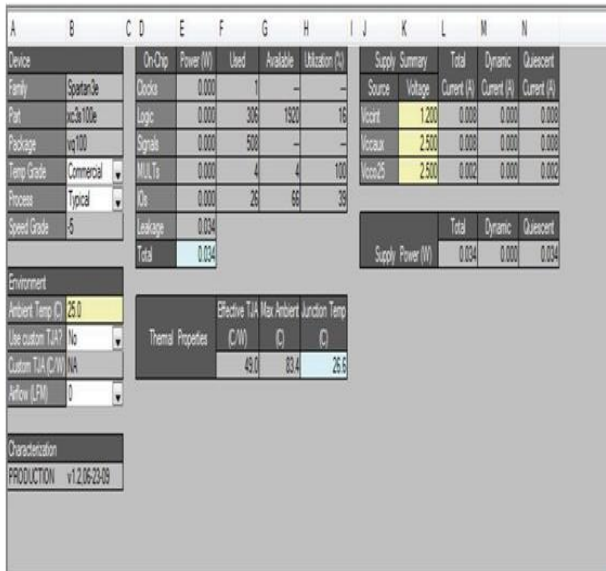 A B C D E F G H I J K L M N
Device
Family Spartan3e
Part xc3s100e
Package vq100
Temp Grade Commercial
Process Typical
Speed Grade -5
Environment
Ambient Temp (C) 25.0
Use custom TJA? No
Custom TJA (C/W) NA
Airflow (LFM) 0
Characterization
PRODUCTION v1.2,06-23-09
On-Chip Power (W) Used Available Utilization (%)
Clocks 0.000 1 --- ---
Logic 0.000 306 1920 16
Signals 0.000 508 --- ---
MULTs 0.000 4 4 100
IOs 0.000 26 66 39
Leakage 0.034
Total 0.034
Effective TJA Max Ambient Junction Temp
Thermal Properties (C/W) (C) (C)
49.0 83.4 26.6
Supply Summary Total Dynamic Quiescent
Source Voltage Current (A) Current (A) Current (A)
Vccint 1.200 0.008 0.000 0.008
Vccaux 2.500 0.008 0.000 0.008
Vcco25 2.500 0.002 0.000 0.002
Total Dynamic Quiescent
Supply Power (W) 0.034 0.000 0.034